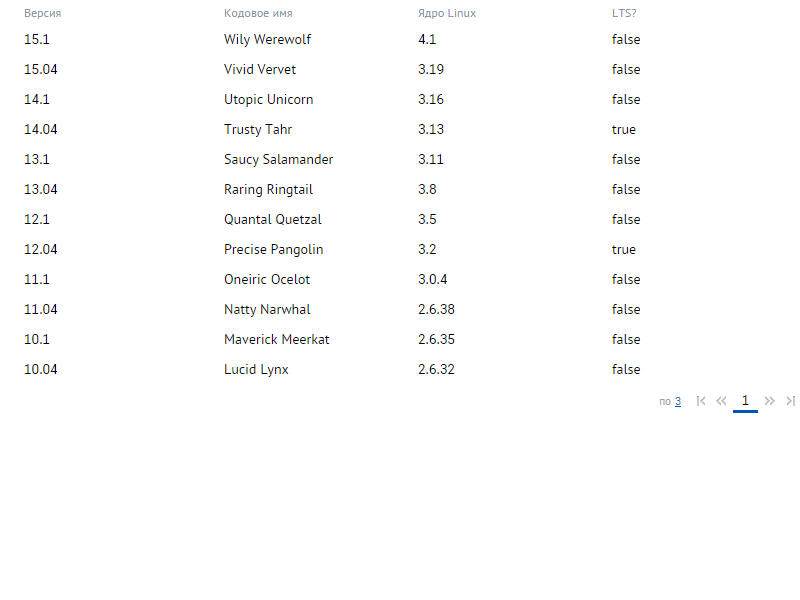 Версия Кодовое имя Ядро Linux LTS?
15.1 Wily Werewolf 4.1 false
15.04 Vivid Vervet 3.19 false
14.1 Utopic Unicorn 3.16 false
14.04 Trusty Tahr 3.13 true
13.1 Saucy Salamander 3.11 false
13.04 Raring Ringtail 3.8 false
12.1 Quantal Quetzal 3.5 false
12.04 Precise Pangolin 3.2 true
11.1 Oneiric Ocelot 3.0.4 false
11.04 Natty Narwhal 2.6.38 false
10.1 Maverick Meerkat 2.6.35 false
10.04 Lucid Lynx 2.6.32 false
по 3 1